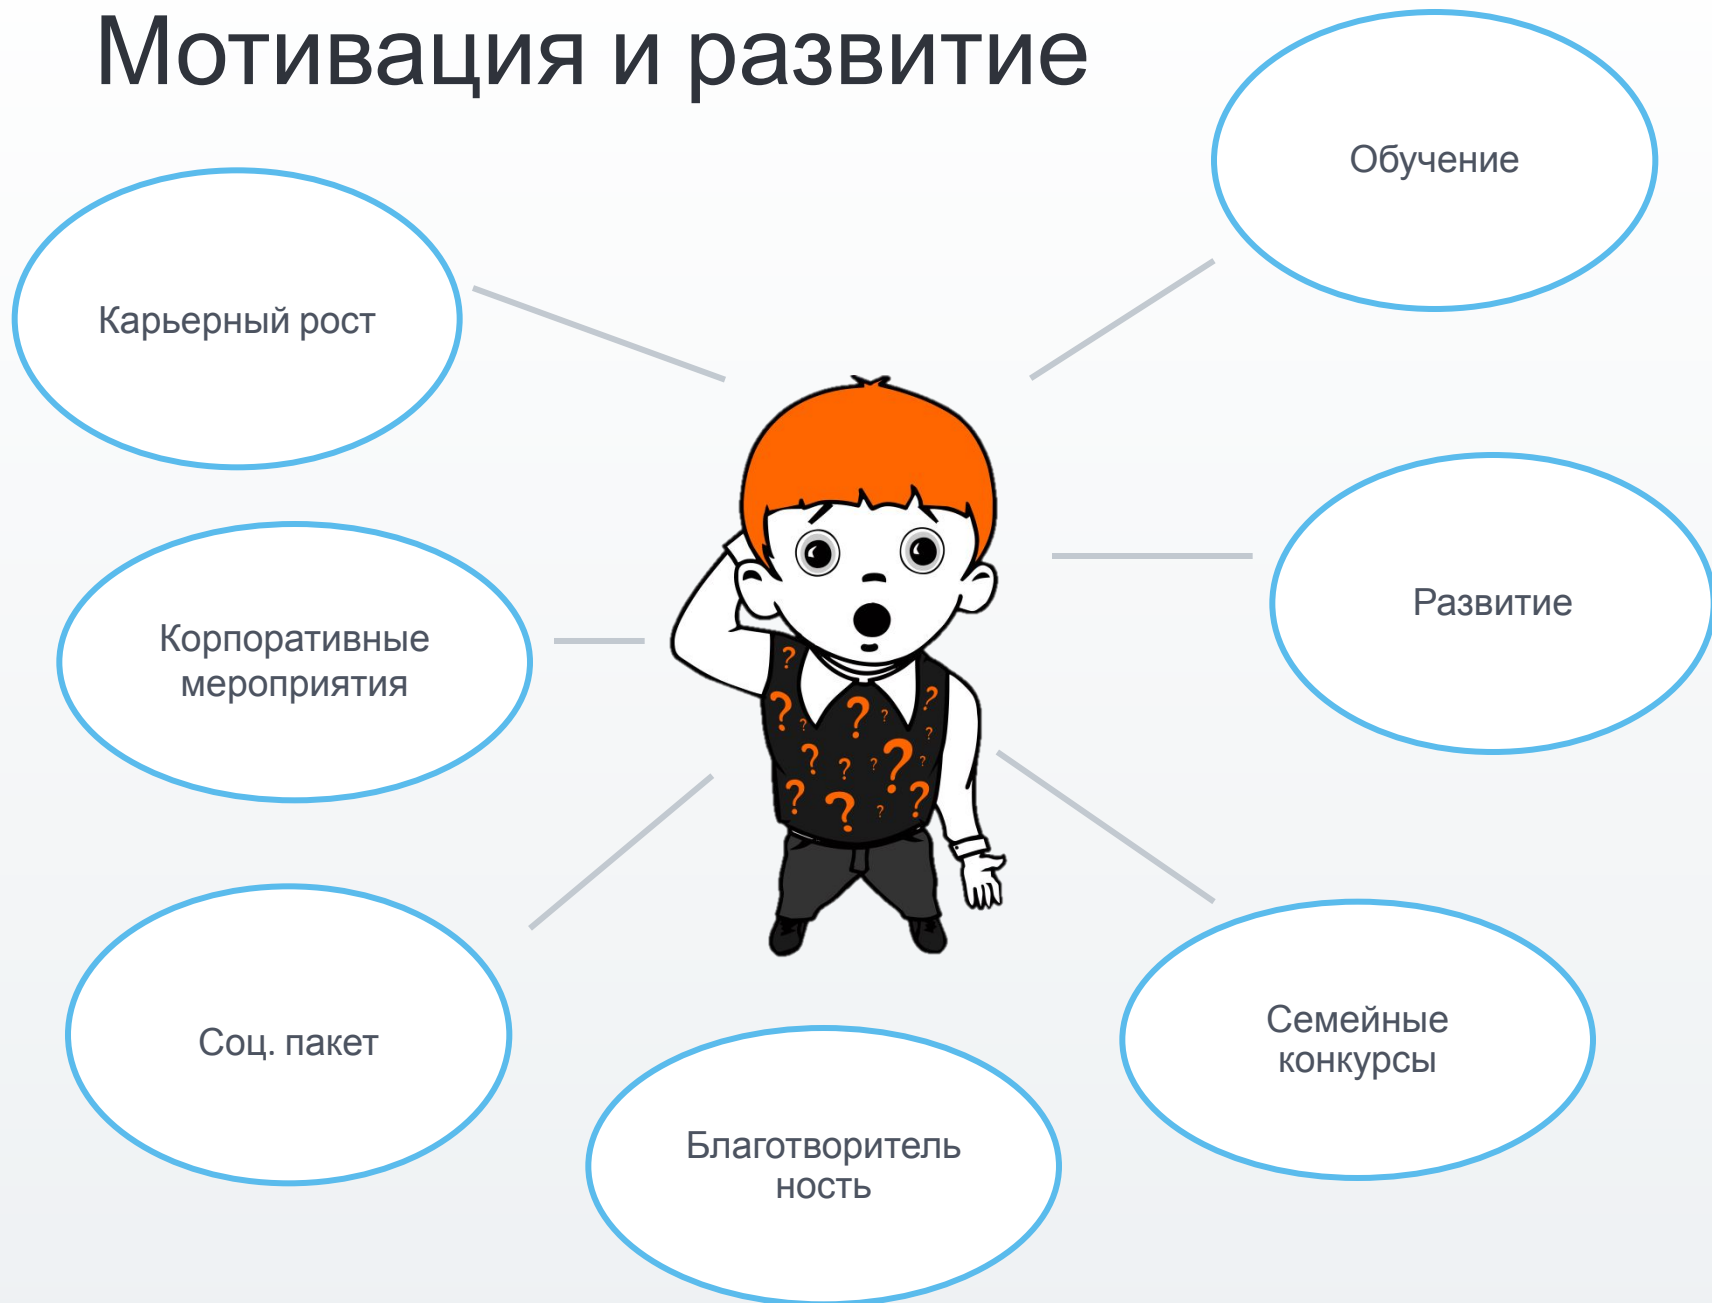 Мотивация и развитие
Обучение
Карьерный рост
Развитие
Корпоративные
мероприятия
Соц. пакет
Семейные
конкурсы
Благотворитель
ность
? ? ? ? ? ? ? ? ? ? ? ? ? ? ? ? ?